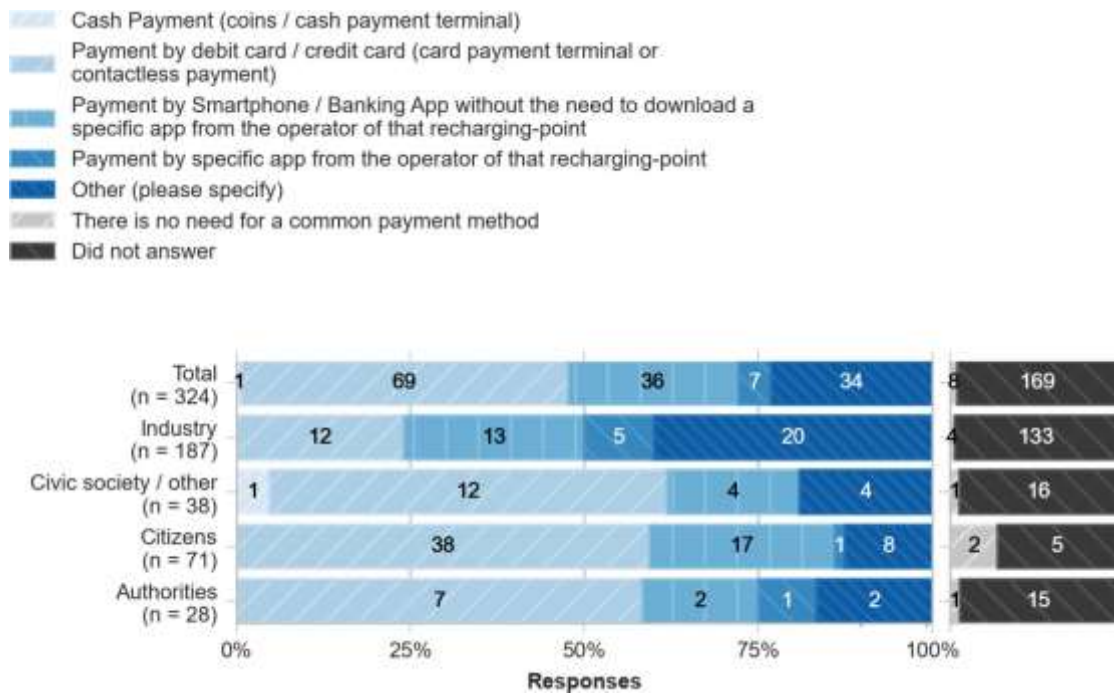 Cash Payment (coins / cash payment terminal)
Payment by debit card / credit card (card payment terminal or
contactless payment)
Payment by Smartphone / Banking App without the need to download a
specific app from the operator of that recharging-point
Payment by specific app from the operator of that recharging-point
Other (please specify)
There is no need for a common payment method
Did not answer
Total
(n = 324)
1 69 36 7 34 8 169
Industry
(n = 187)
12 13 5 20 4 133
Civic society / other
(n = 38)
1 12 4 4 1 16
Citizens
(n = 71)
38 17 1 8 2 5
Authorities
(n = 28)
7 2 1 2 1 15
0% 25% 50% 75% 100%
Responses